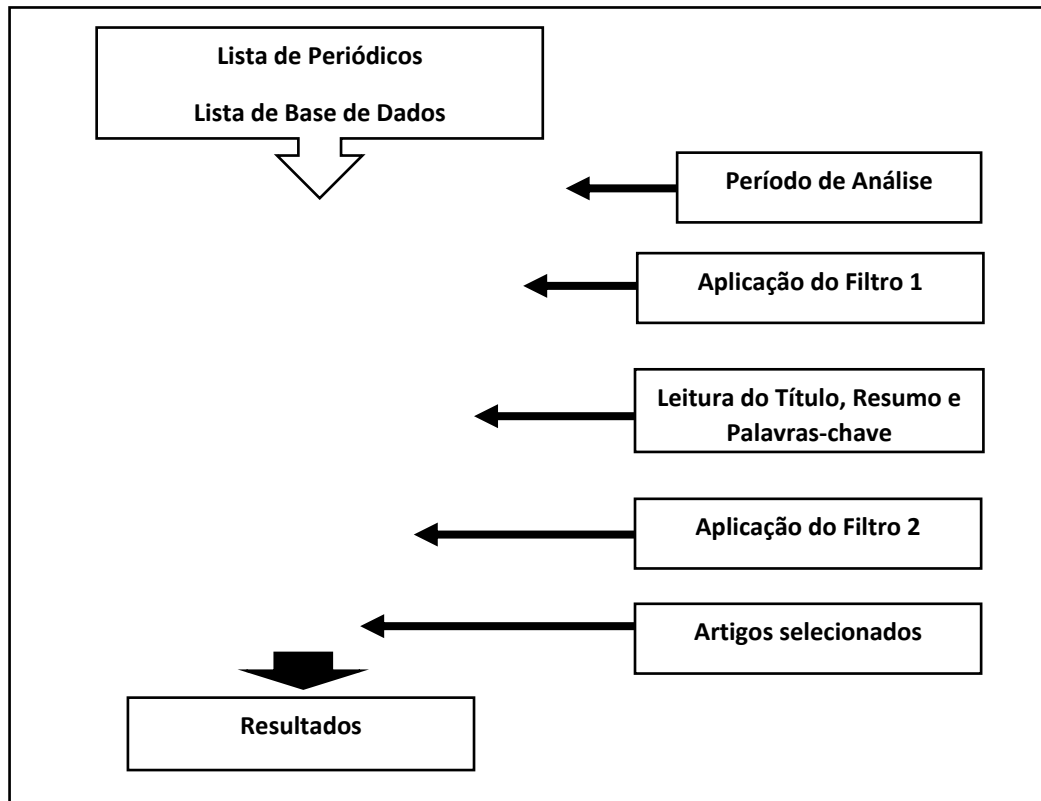 Lista de Periódicos
Lista de Base de Dados
Período de Análise
Aplicação do Filtro 1
Leitura do Título, Resumo e
Palavras-chave
Aplicação do Filtro 2
Artigos selecionados
Resultados